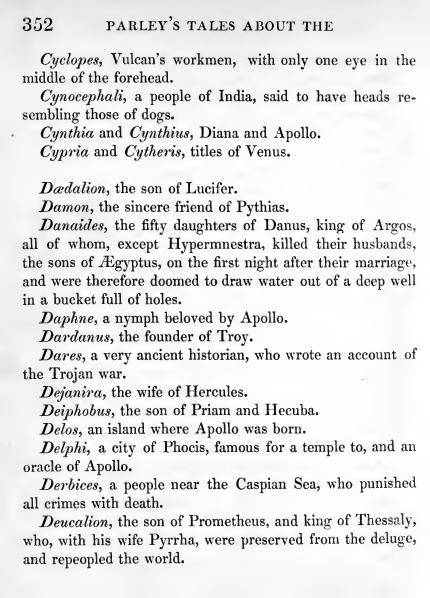 352 PARLEY'S TALES ABOUT THE
Cyclopes, Vulcan's workmen, with only one eye in the
middle of the forehead.
Cynocephali, a people of India, said to have heads re-
sembling those of dogs.
Cynthia and Cynthius, Diana and Apollo.
Cypria and Cytheris, titles of Venus.
Dædalion, the son of Lucifer.
Damon, the sincere friend of Pythias.
Danaides, the fifty daughters of Danus, king of Argos,
all of whom, except Hypermnestra, killed their husbands,
the sons of Ægyptus, on the first night after their marriage,
and were therefore doomed to draw water out of a deep well
in a bucket full of holes.
Daphne, a nymph beloved by Apollo.
Dardanus, the founder of Troy.
Dares, a very ancient historian, who wrote an account of
the Trojan war.
Dejanira, the wife of Hercules.
Deiphobus, the son of Priam and Hecuba.
Delos, an island where Apollo was born.
Delphi, a city of Phocis, famous for a temple to, and an
oracle of Apollo.
Derbices, a people near the Caspian Sea, who punished
all crimes with death.
Deucalion, the son of Prometheus, and king of Thessaly,
who, with his wife Pyrrha, were preserved from the deluge,
and repeopled the world.